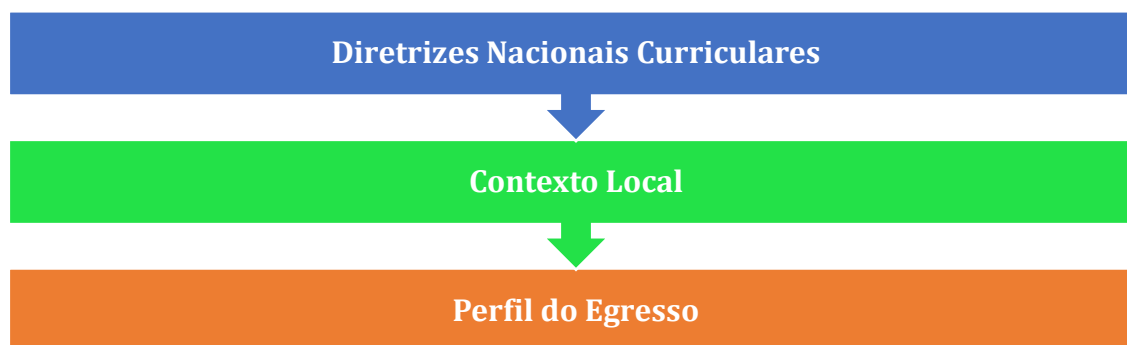 Diretrizes Nacionais Curriculares
Contexto Local
Perfil do Egresso